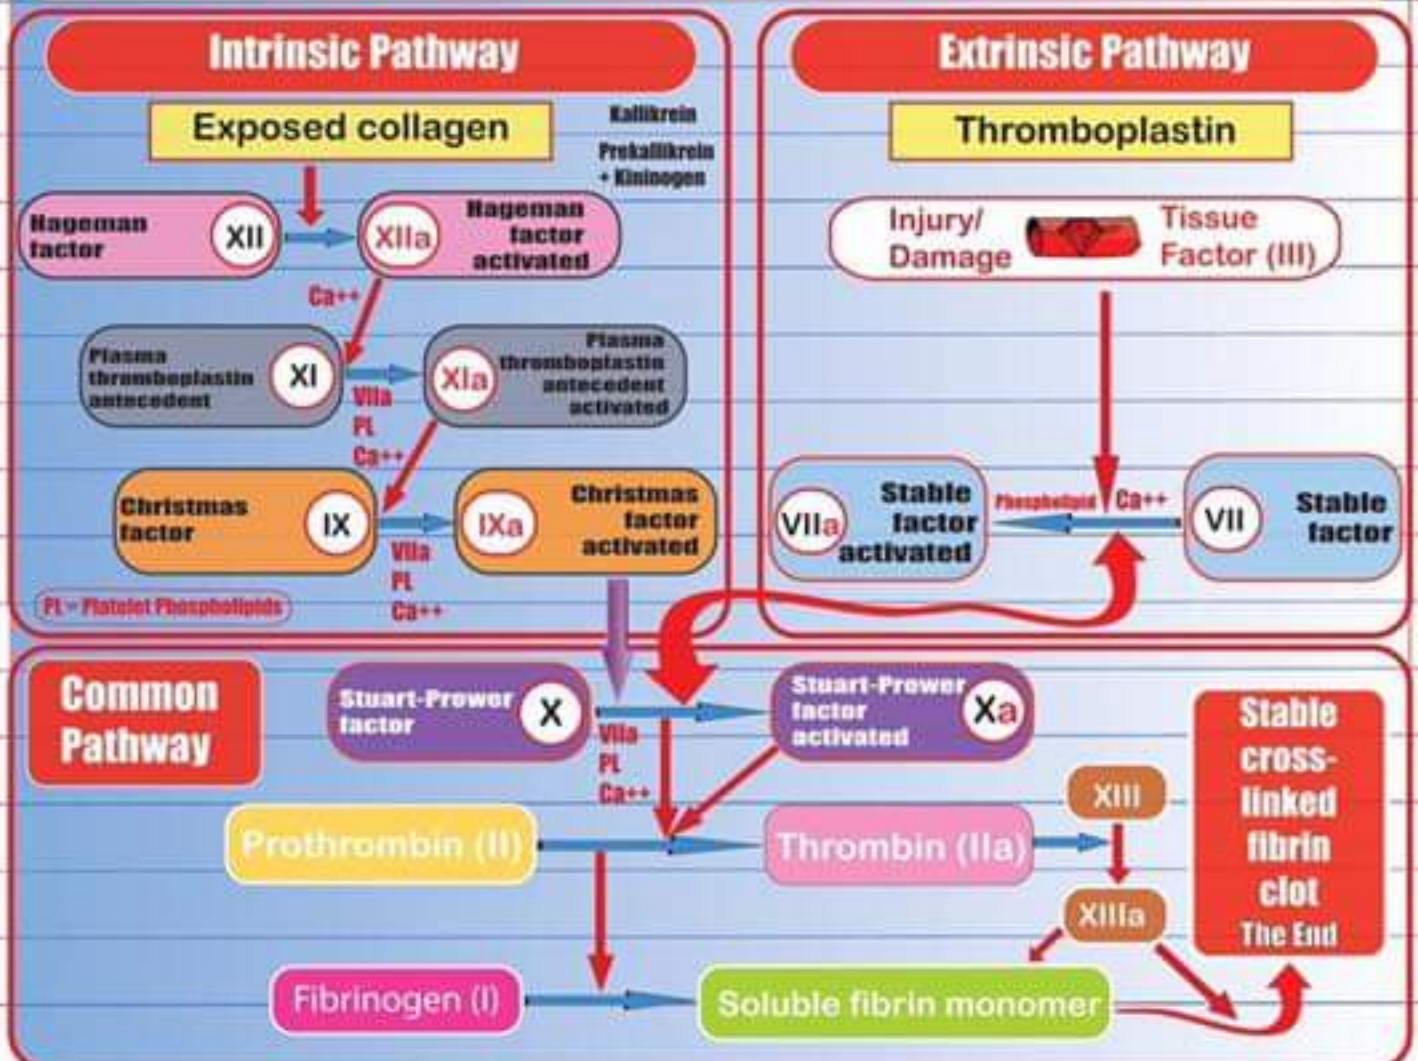 Intrinsic Pathway
Exposed collagen
Kallikrein
Prekallikrein
+ Kininogen
Hageman
factor
XII
XIIa
Hageman
factor
activated
Ca++
Plasma
thromboplastin
antecedent
XI
XIa
Plasma
thromboplastin
antecedent
activated
VIIa
PL
Ca++
Christmas
factor
IX
IXa
Christmas
factor
activated
VIIa
PL
Ca++
PL = Platelet Phospholipids
Extrinsic Pathway
Thromboplastin
Injury/
Damage
Tissue
Factor (III)
VIIa
Stable
factor
activated
Phospholipid
Ca++
VII
Stable
factor
Common
Pathway
Stuart-Prower
factor
X
Stuart-Prower
factor
activated
Xa
VIIa
PL
Ca++
Prothrombin (II)
Thrombin (IIa)
XIII
XIIIa
Fibrinogen (I)
Soluble fibrin monomer
Stable
cross-
linked
fibrin
clot
The End